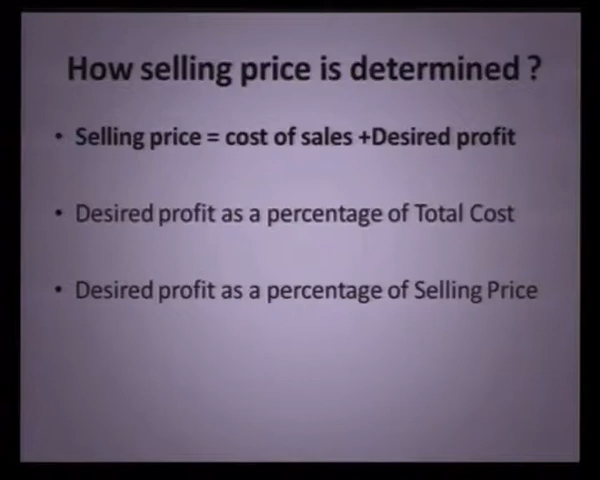 How selling price is determined ?
• Selling price = cost of sales +Desired profit
• Desired profit as a percentage of Total Cost
• Desired profit as a percentage of Selling Price